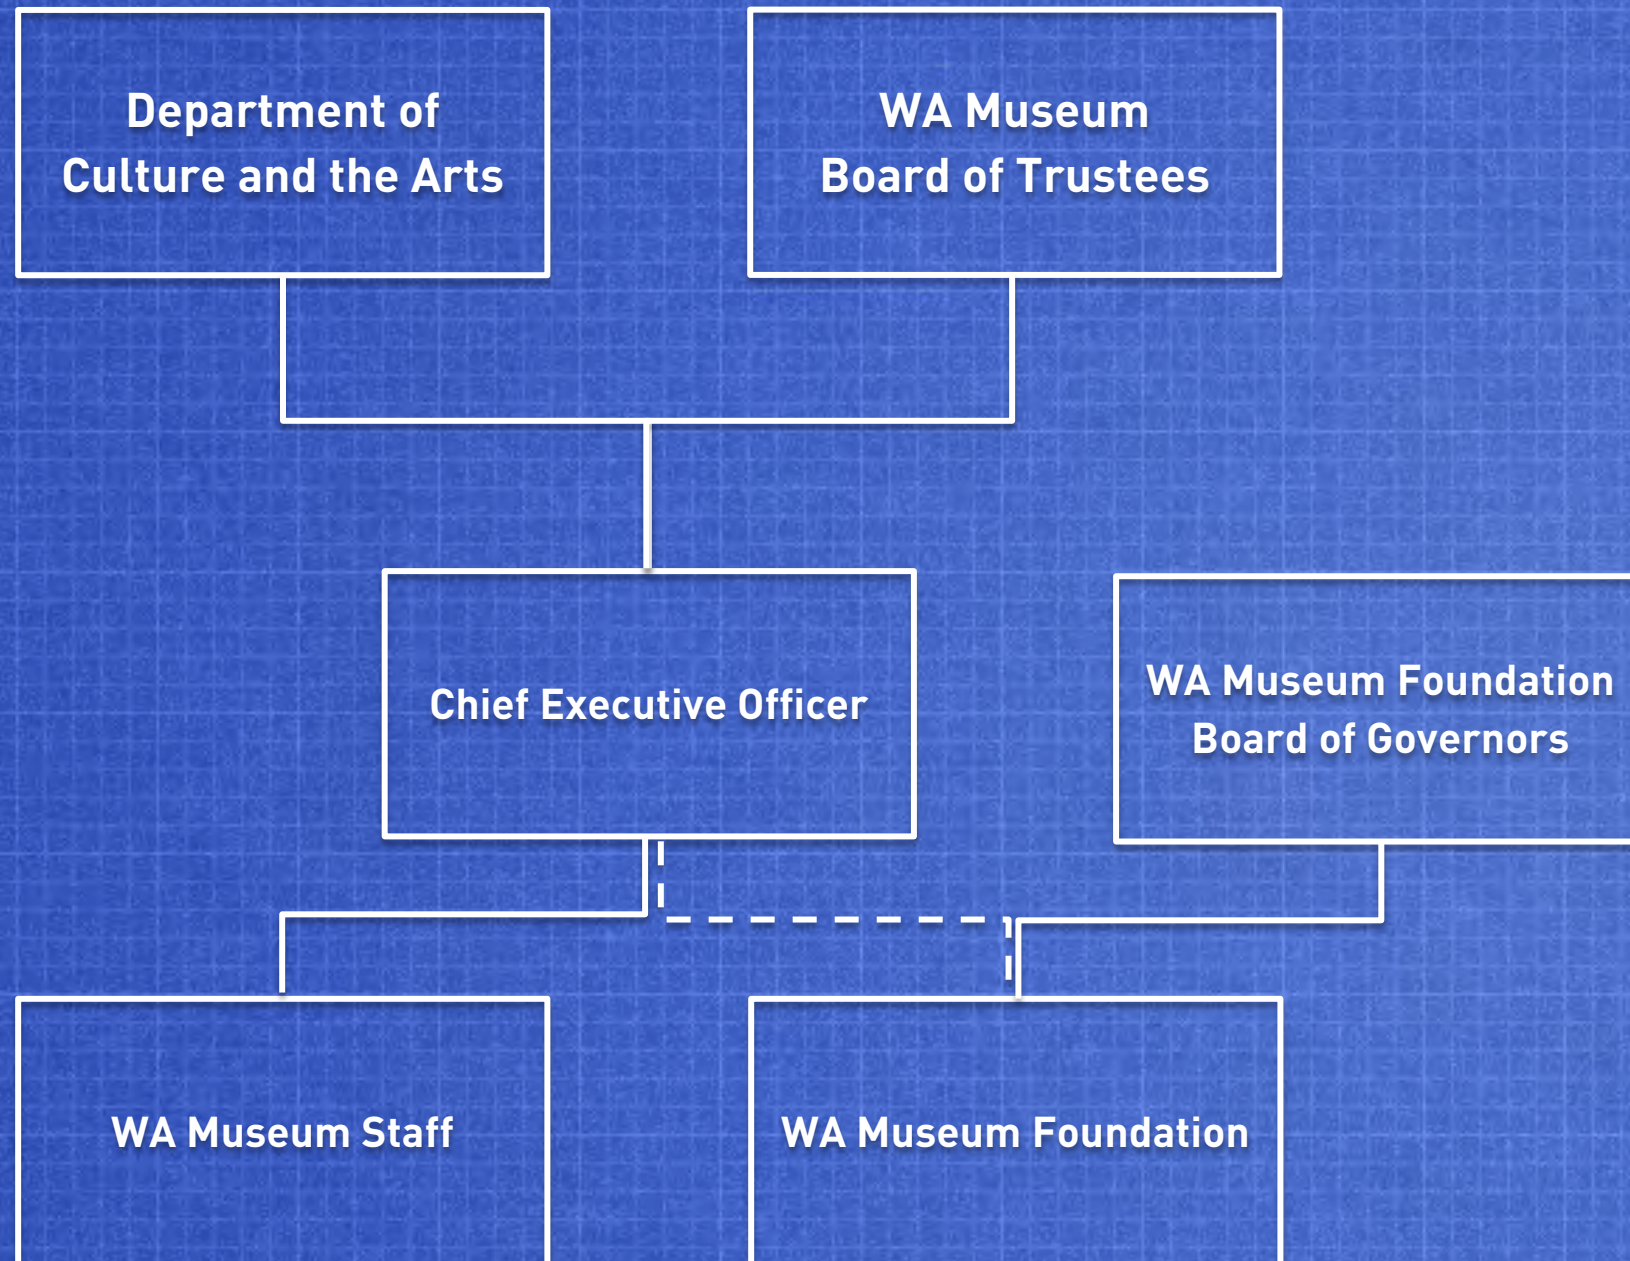 Department of
Culture and the Arts
WA Museum
Board of Trustees
Chief Executive Officer
WA Museum Foundation
Board of Governors
WA Museum Staff
WA Museum Foundation